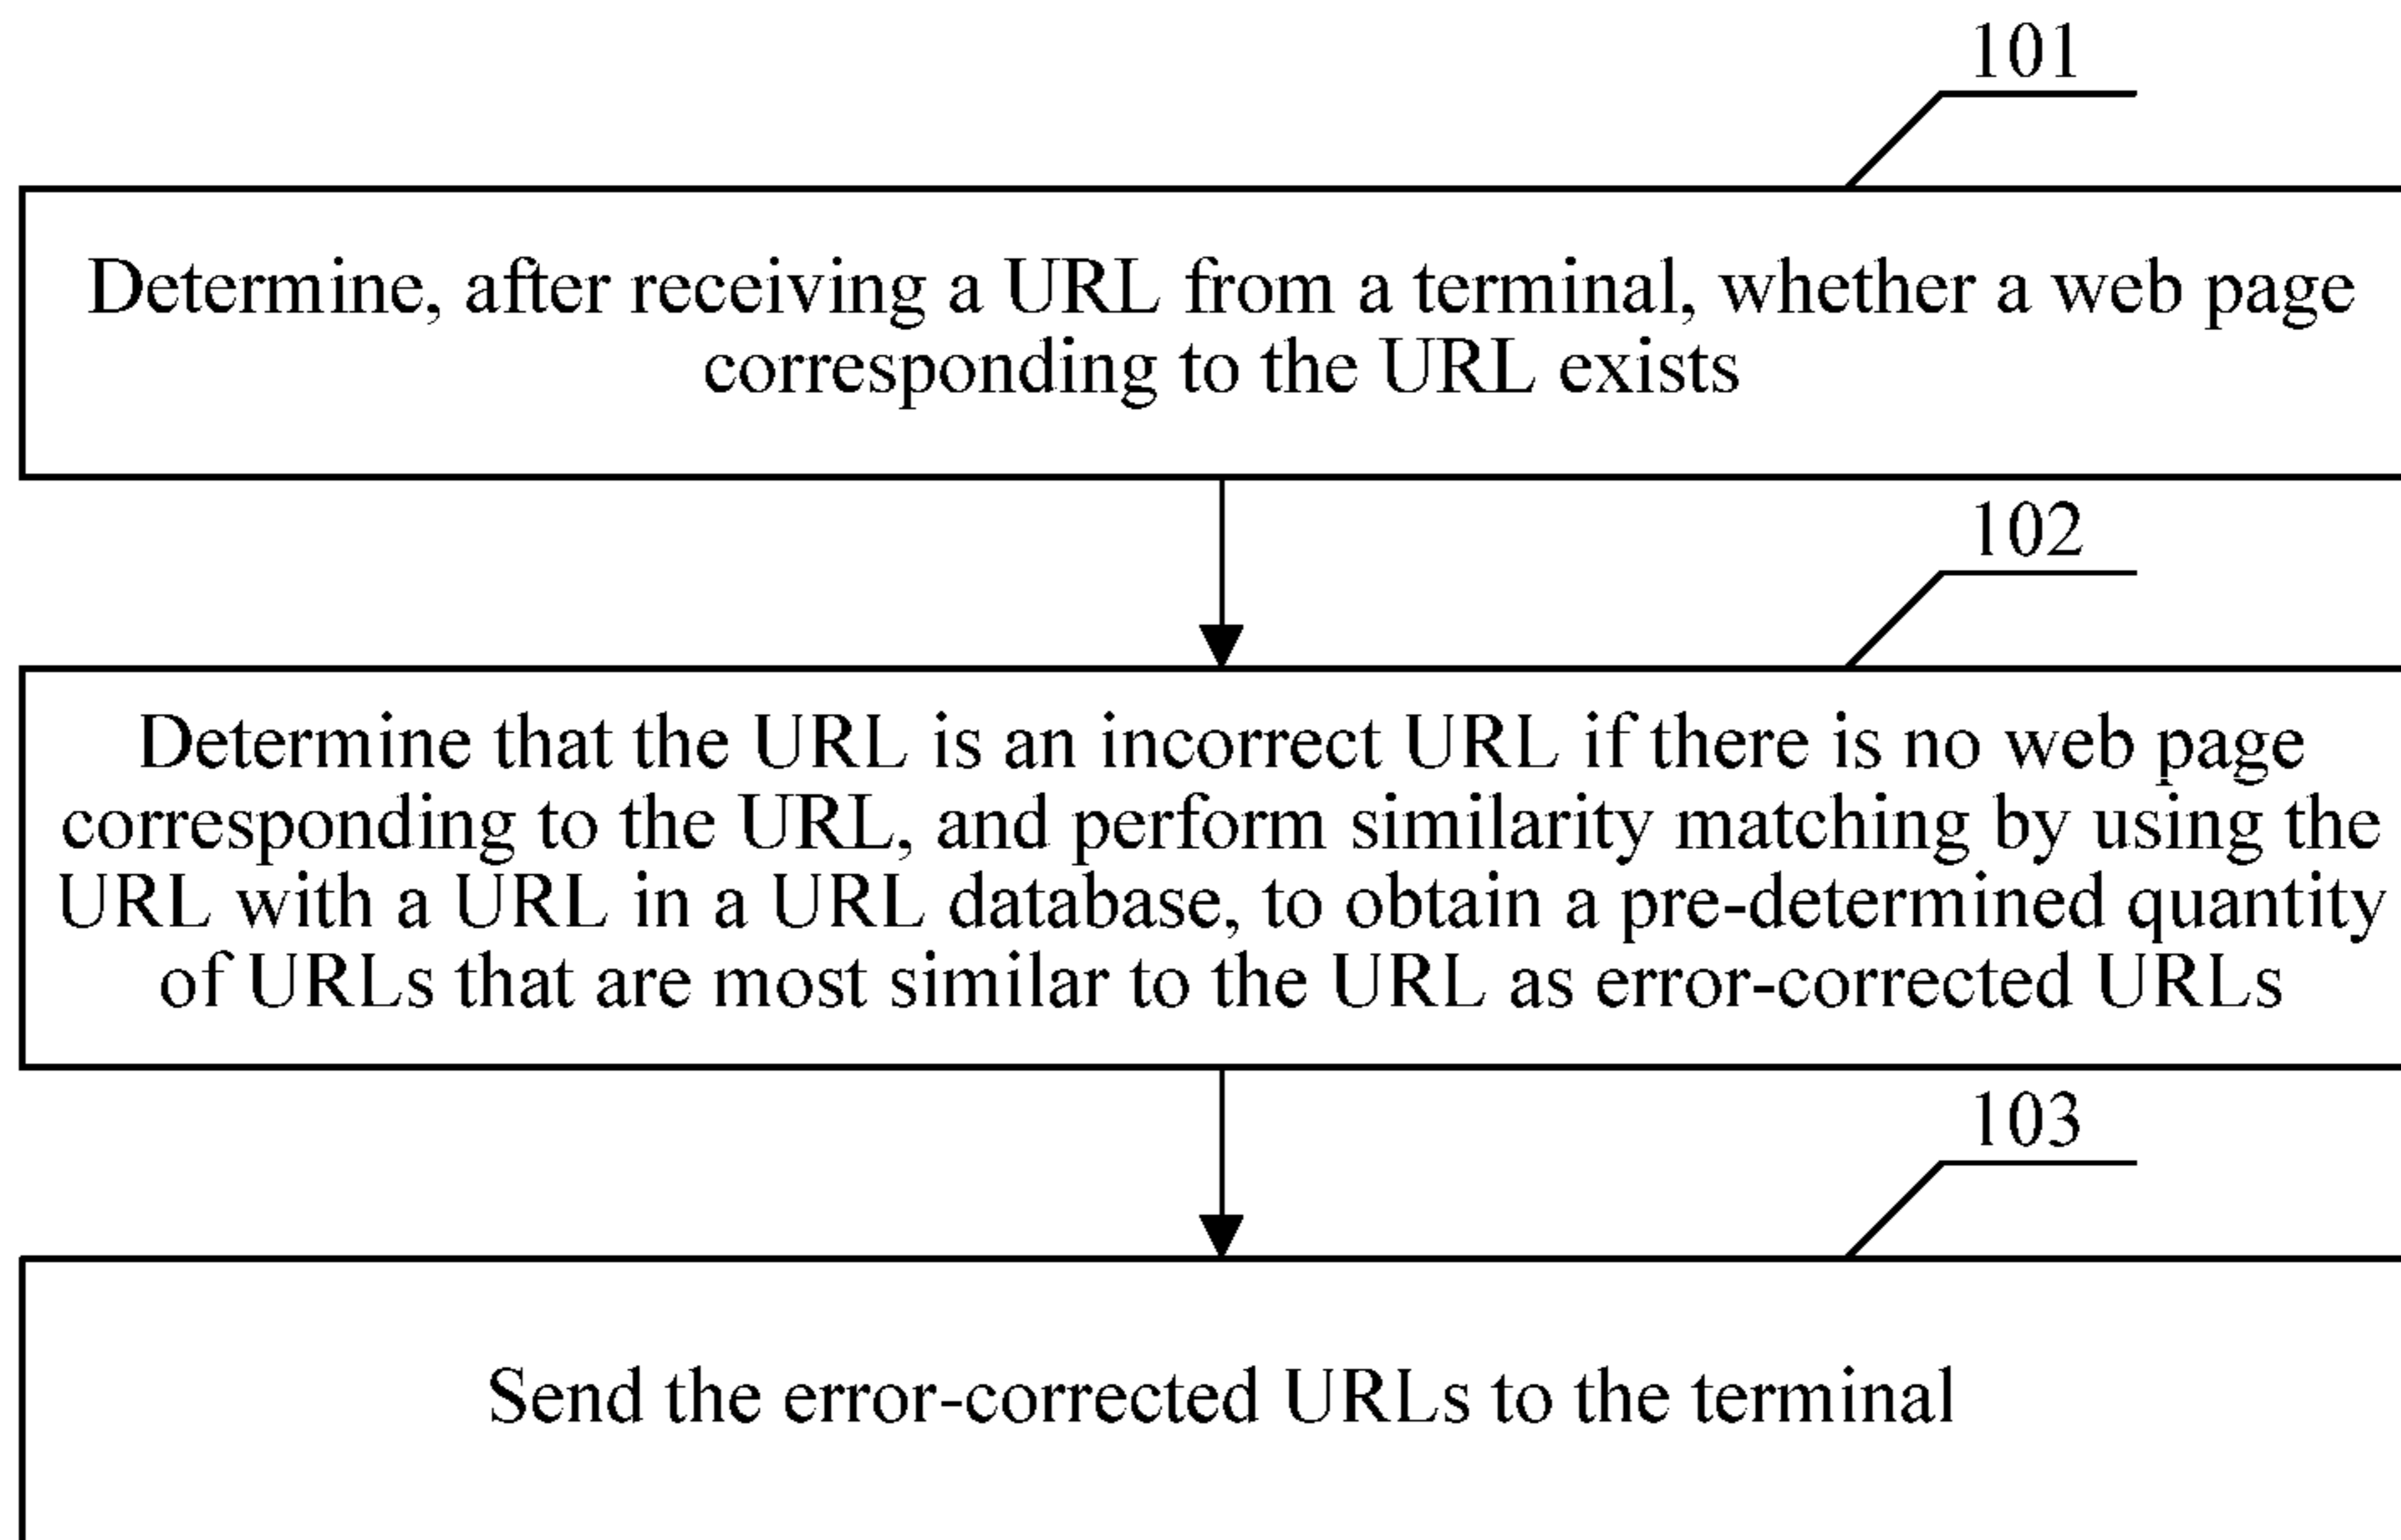 101
Determine, after receiving a URL from a terminal, whether a web page
corresponding to the URL exists
102
Determine that the URL is an incorrect URL if there is no web page
corresponding to the URL, and perform similarity matching by using the
URL with a URL in a URL database, to obtain a pre-determined quantity
of URLs that are most similar to the URL as error-corrected URLs
103
Send the error-corrected URLs to the terminal